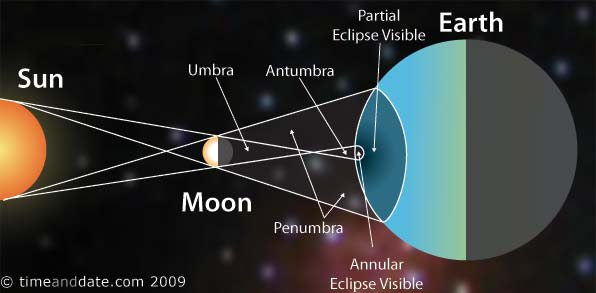 Partial
Eclipse Visible
Earth
Sun
Umbra
Antumbra
Moon
Penumbra
Annular
Eclipse Visible
© timeanddate.com 2009